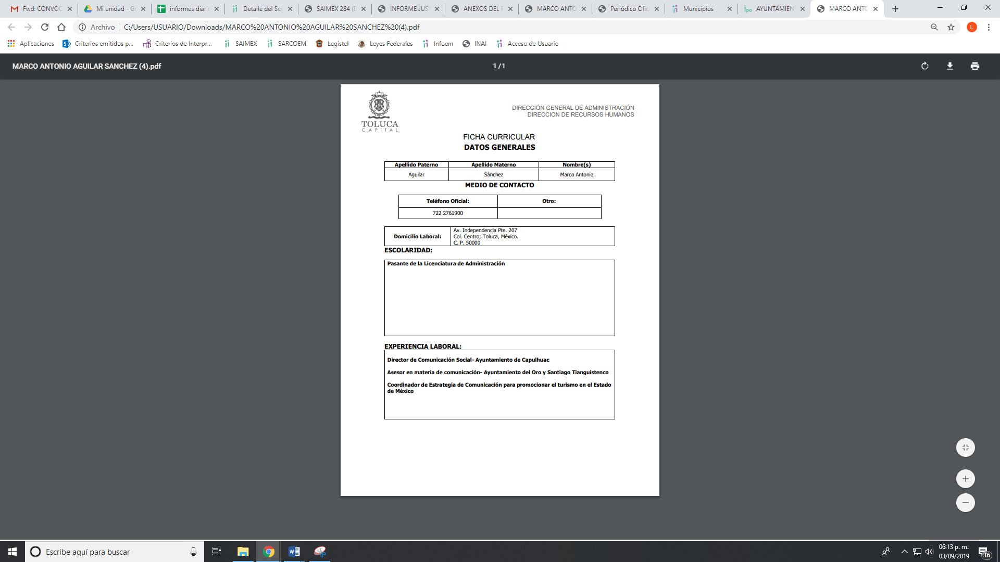 Fwd: CONVOC
Mi unidad - Go
informes diario
Detalle del Seg
SAIMEX 284 (D
INFORME JUST
ANEXOS DEL R
MARCO ANTO
Periódico Ofic
Municipios
AYUNTAMIENT
MARCO ANTO
Archivo
C:/Users/USUARIO/Downloads/MARCO%20ANTONIO%20AGUILAR%20SANCHEZ%20(4).pdf
L
Aplicaciones
Criterios emitidos p...
Criterios de Interpr...
SAIMEX
SARCOEM
Legistel
Leyes Federales
Infoem
INAI
Acceso de Usuario
MARCO ANTONIO AGUILAR SANCHEZ (4).pdf
1 / 1
TOLUCA
CAPITAL
DIRECCIÓN GENERAL DE ADMINISTRACIÓN
DIRECCION DE RECURSOS HUMANOS
FICHA CURRICULAR
DATOS GENERALES
Apellido Paterno Apellido Materno Nombre(s)
Aguilar Sánchez Marco Antonio
MEDIO DE CONTACTO
Teléfono Oficial: Otro:
722 2761900
Domicilio Laboral:
Av. Independencia Pte. 207
Col. Centro; Toluca, México.
C. P. 50000
ESCOLARIDAD:
Pasante de la Licenciatura de Administración
EXPERIENCIA LABORAL:
Director de Comunicación Social- Ayuntamiento de Capulhuac
Asesor en materia de comunicación- Ayuntamiento del Oro y Santiago Tianguistenco
Coordinador de Estrategia de Comunicación para promocionar el turismo en el Estado
de México
Escribe aquí para buscar
06:13 p. m.
03/09/2019
36